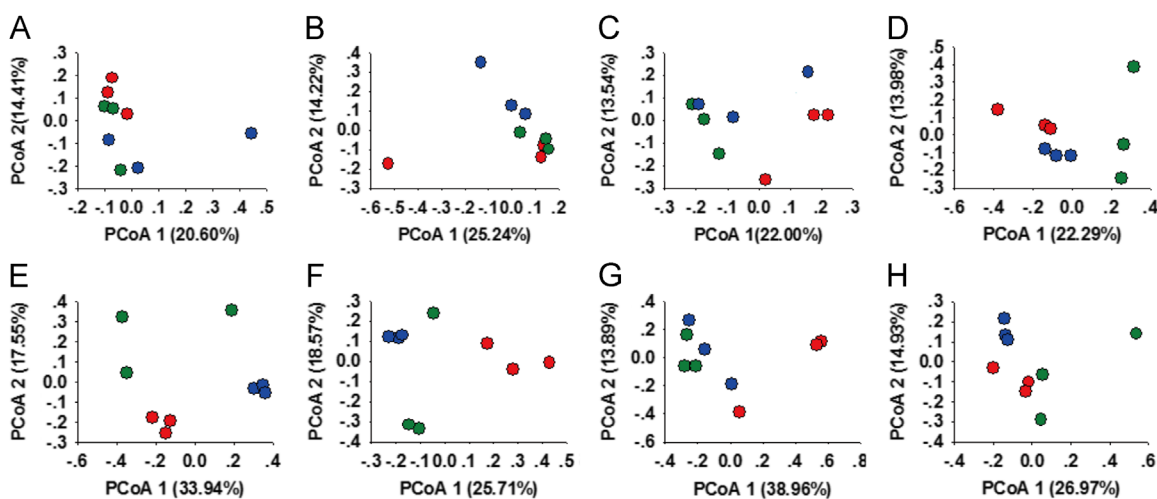 A B C D
.3 .4 .3 .5
.2 .3 .2 .3
.1 .2 .1 .2
0.0 .1 0.0 0.0
-.1 0.0 -.1 -.1
-.2 -.1 -.2 -.3
-.3 -.2 -.3
-.3
PCoA 2(14.41%) PCoA 2 (14.22%) PCoA 2 (13.54%) PCoA 2 (13.98%)
-.2 -.1 0.0 .1 .2 .3 .4 .5 -.6 -.5 -.4 -.3 -.2 -.10 0.0 .1 .2 -.3 -.2 -.1 0.0 .1 .2 .3 -.6 -.4 -.2 0.0 .2 .4
PCoA 1 (20.60%) PCoA 1 (25.24%) PCoA 1(22.00%) PCoA 1 (22.29%)
E F G H
.4 .3 .6 .3
.3 .2 .4 .2
.2 .1 .2 .1
.1 0.0 0.0 0.0
0.0 -.1 -.2 -.1
-.1 -.2 -.4 -.2
-.2 -.3 -.6 -.3
-.3 -.4 -.4
PCoA 2 (17.55%) PCoA 2 (18.57%) PCoA 2 (13.89%) PCoA 2 (14.93%)
-.6 -.4 -.2 0.0 .2 .4 -.3 -.2 -.10 0.0 .1 .2 .3 .4 .5 -.4 -.2 0.0 .2 .4 .6 .8 -.4 -.2 0.0 .2 .4 .6
PCoA 1 (33.94%) PCoA 1 (25.71%) PCoA 1 (38.96%) PCoA 1 (26.97%)